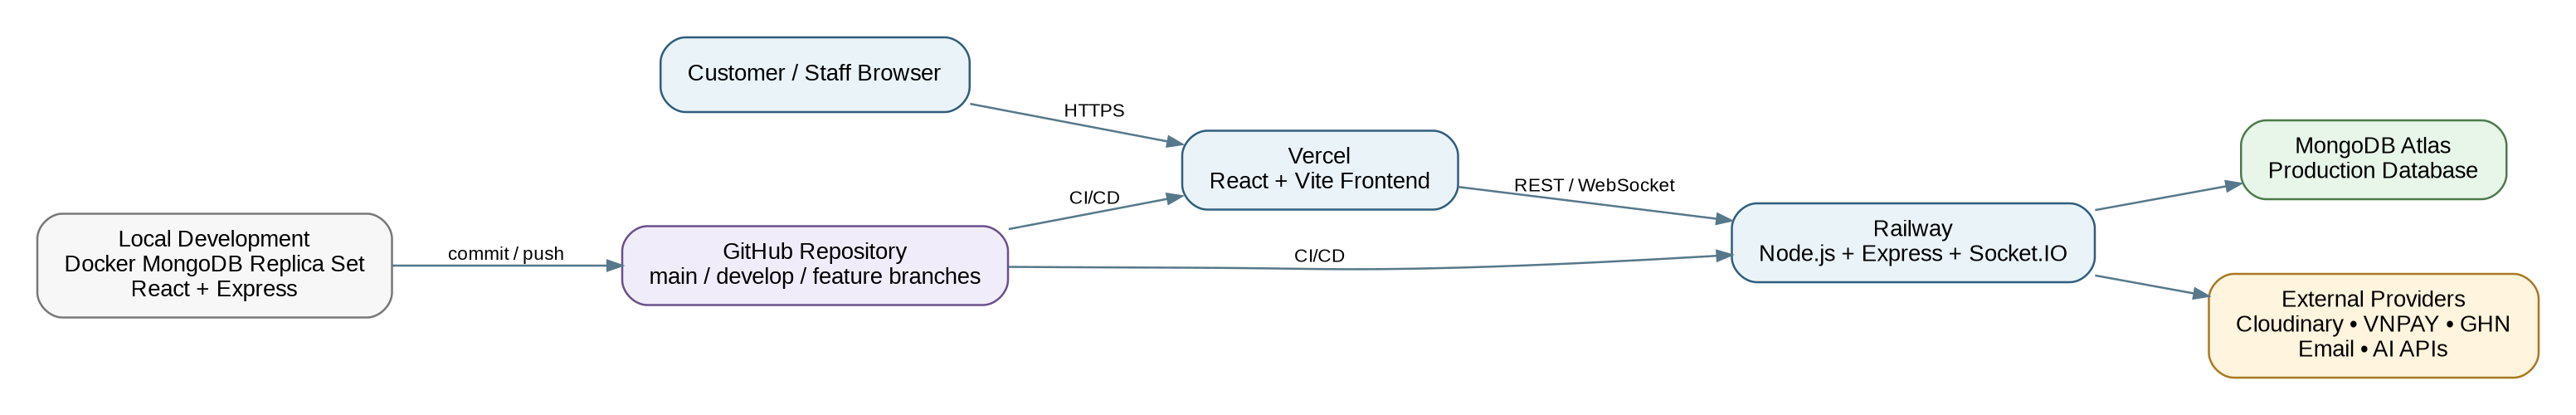 Customer / Staff Browser
HTTPS
Vercel
React + Vite Frontend
REST / WebSocket
MongoDB Atlas
Production Database
CI/CD
Railway
Node.js + Express + Socket.IO
Local Development
Docker MongoDB Replica Set
React + Express
commit / push
GitHub Repository
main / develop / feature branches
CI/CD
External Providers
Cloudinary • VNPAY • GHN
Email • AI APIs